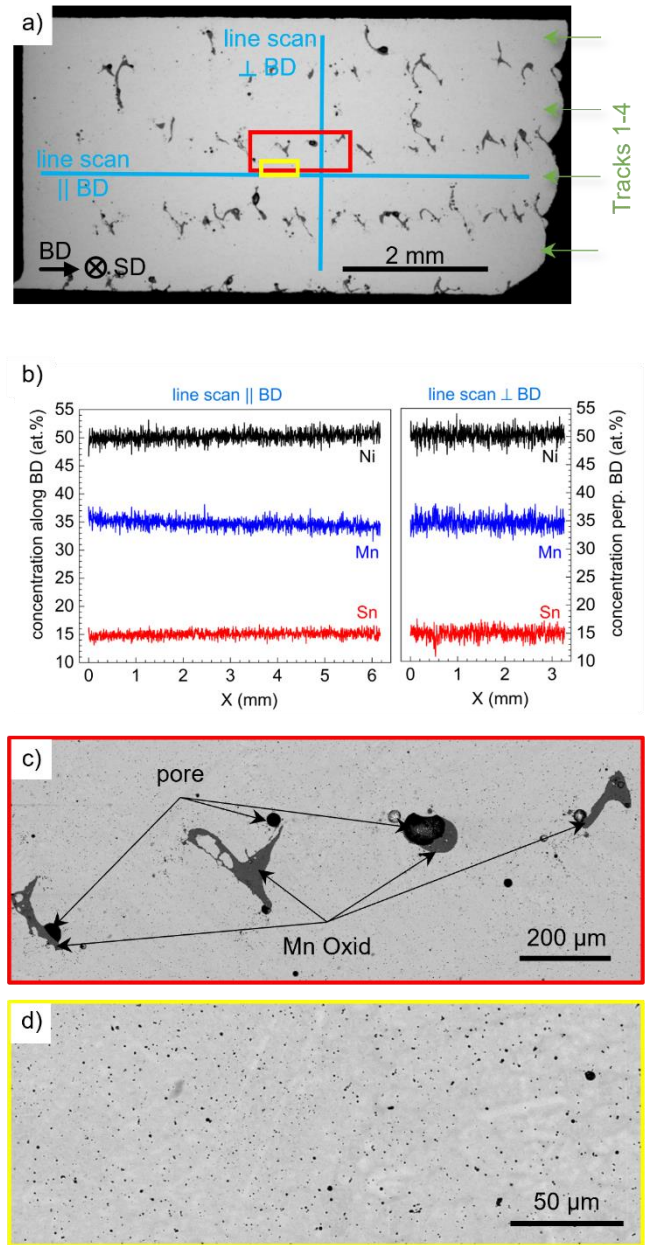 a)
line scan
⊥ BD
line scan
|| BD
BD
SD
2 mm
Tracks 1-4
b)
line scan || BD
line scan ⊥ BD
concentration along BD (at.%)
55
50
45
40
35
30
25
20
15
10
Ni
Mn
Sn
0 1 2 3 4 5 6
X (mm)
Ni
Mn
Sn
0 1 2 3
X (mm)
55
50
45
40
35
30
25
20
15
10
concentration perp. BD (at.%)
c)
pore
Mn Oxid
200 µm
d)
50 µm